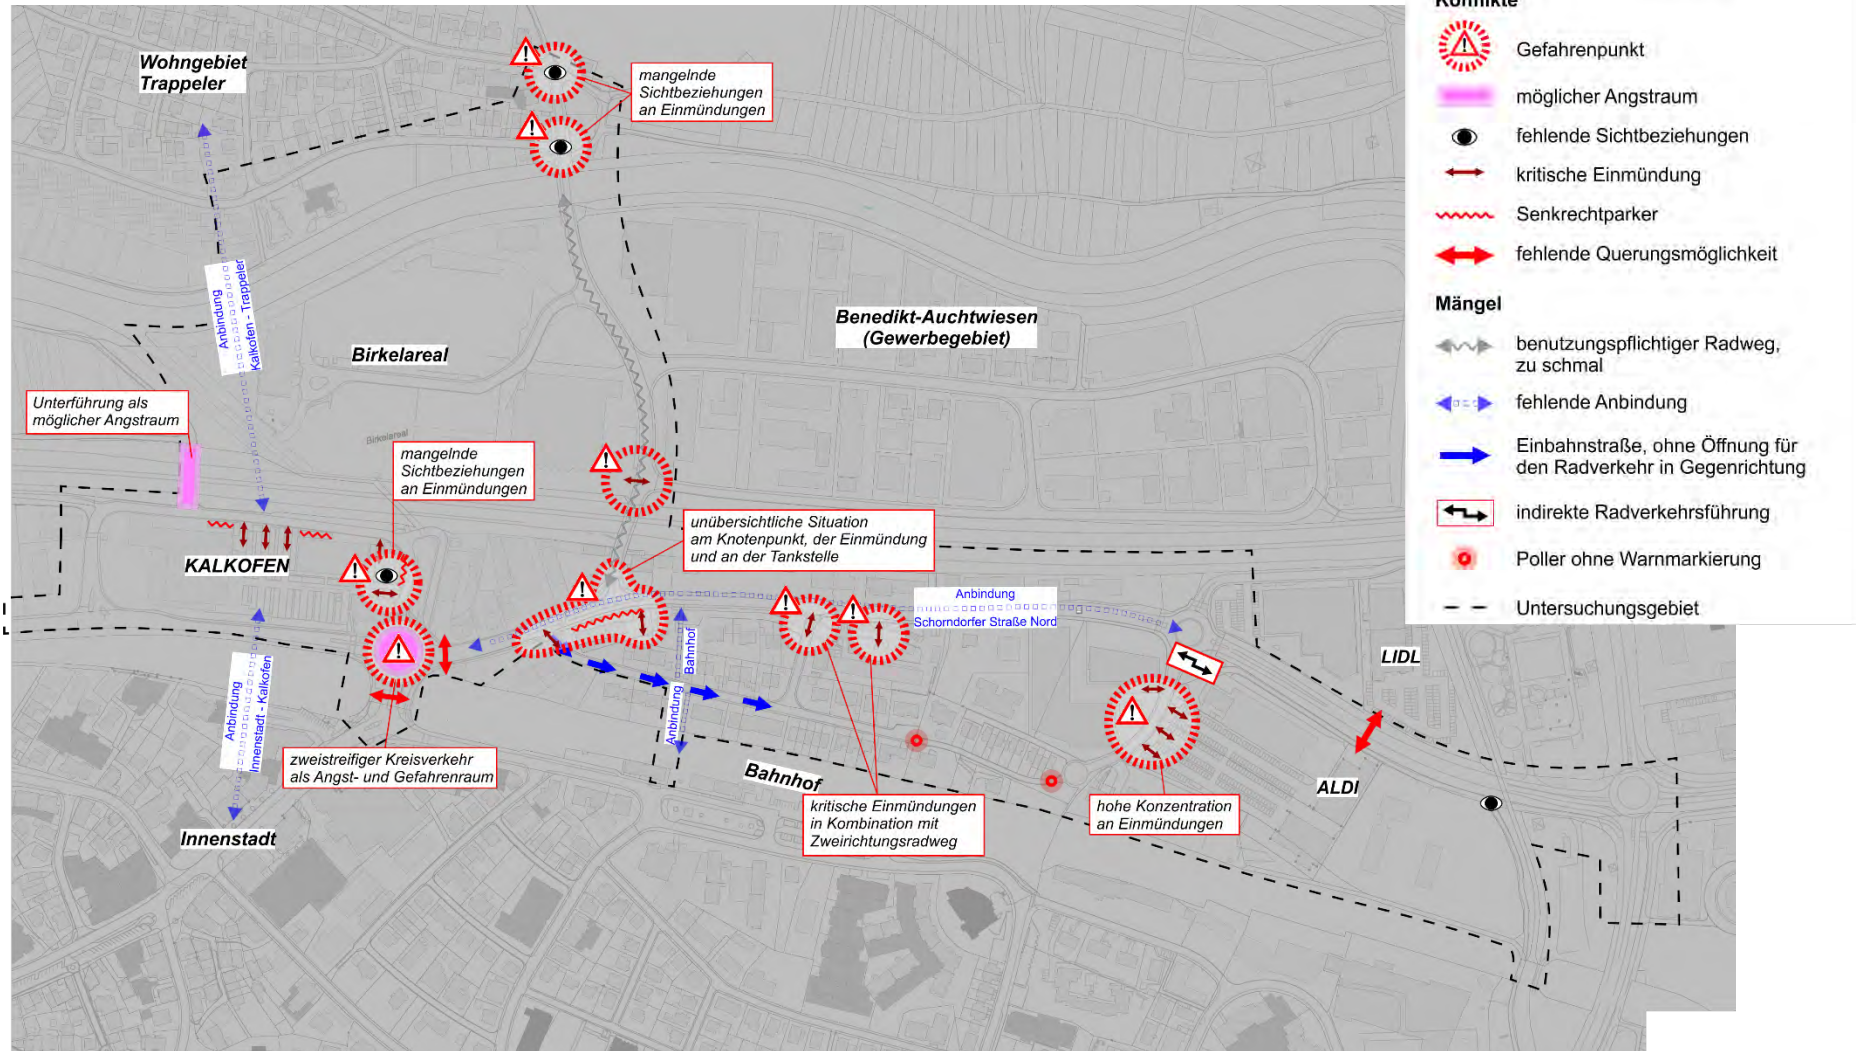 Konflikte
Gefahrenpunkt
möglicher Angstraum
fehlende Sichtbeziehungen
kritische Einmündung
Senkrechtparker
fehlende Querungsmöglichkeit
Mängel
benutzungspflichtiger Radweg,
zu schmal
fehlende Anbindung
Einbahnstraße, ohne Öffnung für
den Radverkehr in Gegenrichtung
indirekte Radverkehrsführung
Poller ohne Warnmarkierung
Untersuchungsgebiet
Wohngebiet
Trappeler
mangelnde
Sichtbeziehungen
an Einmündungen
Anbindung
Kalkofen - Trappeler
Birkelareal
Benedikt-Auchtwiesen
(Gewerbegebiet)
Unterführung als
möglicher Angstraum
Birkelareal
mangelnde
Sichtbeziehungen
an Einmündungen
unübersichtliche Situation
am Knotenpunkt, der Einmündung
und an der Tankstelle
KALKOFEN
Anbindung
Schorndorfer Straße Nord
Anbindung
Innenstadt - Kalkofen
Anbindung
Bahnhof
LIDL
zweistreifiger Kreisverkehr
als Angst- und Gefahrenraum
Bahnhof
ALDI
kritische Einmündungen
in Kombination mit
Zweirichtungsradweg
hohe Konzentration
an Einmündungen
Innenstadt